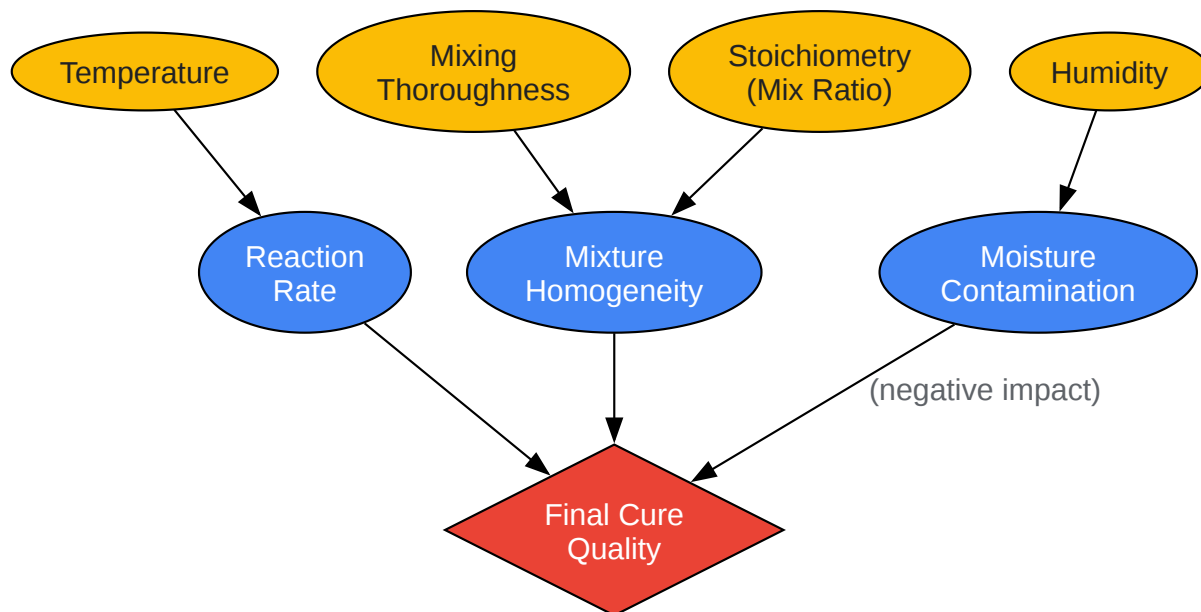 Temperature
Mixing
Thoroughness
Stoichiometry
(Mix Ratio)
Humidity
Reaction
Rate
Mixture
Homogeneity
Moisture
Contamination
(negative impact)
Final Cure
Quality